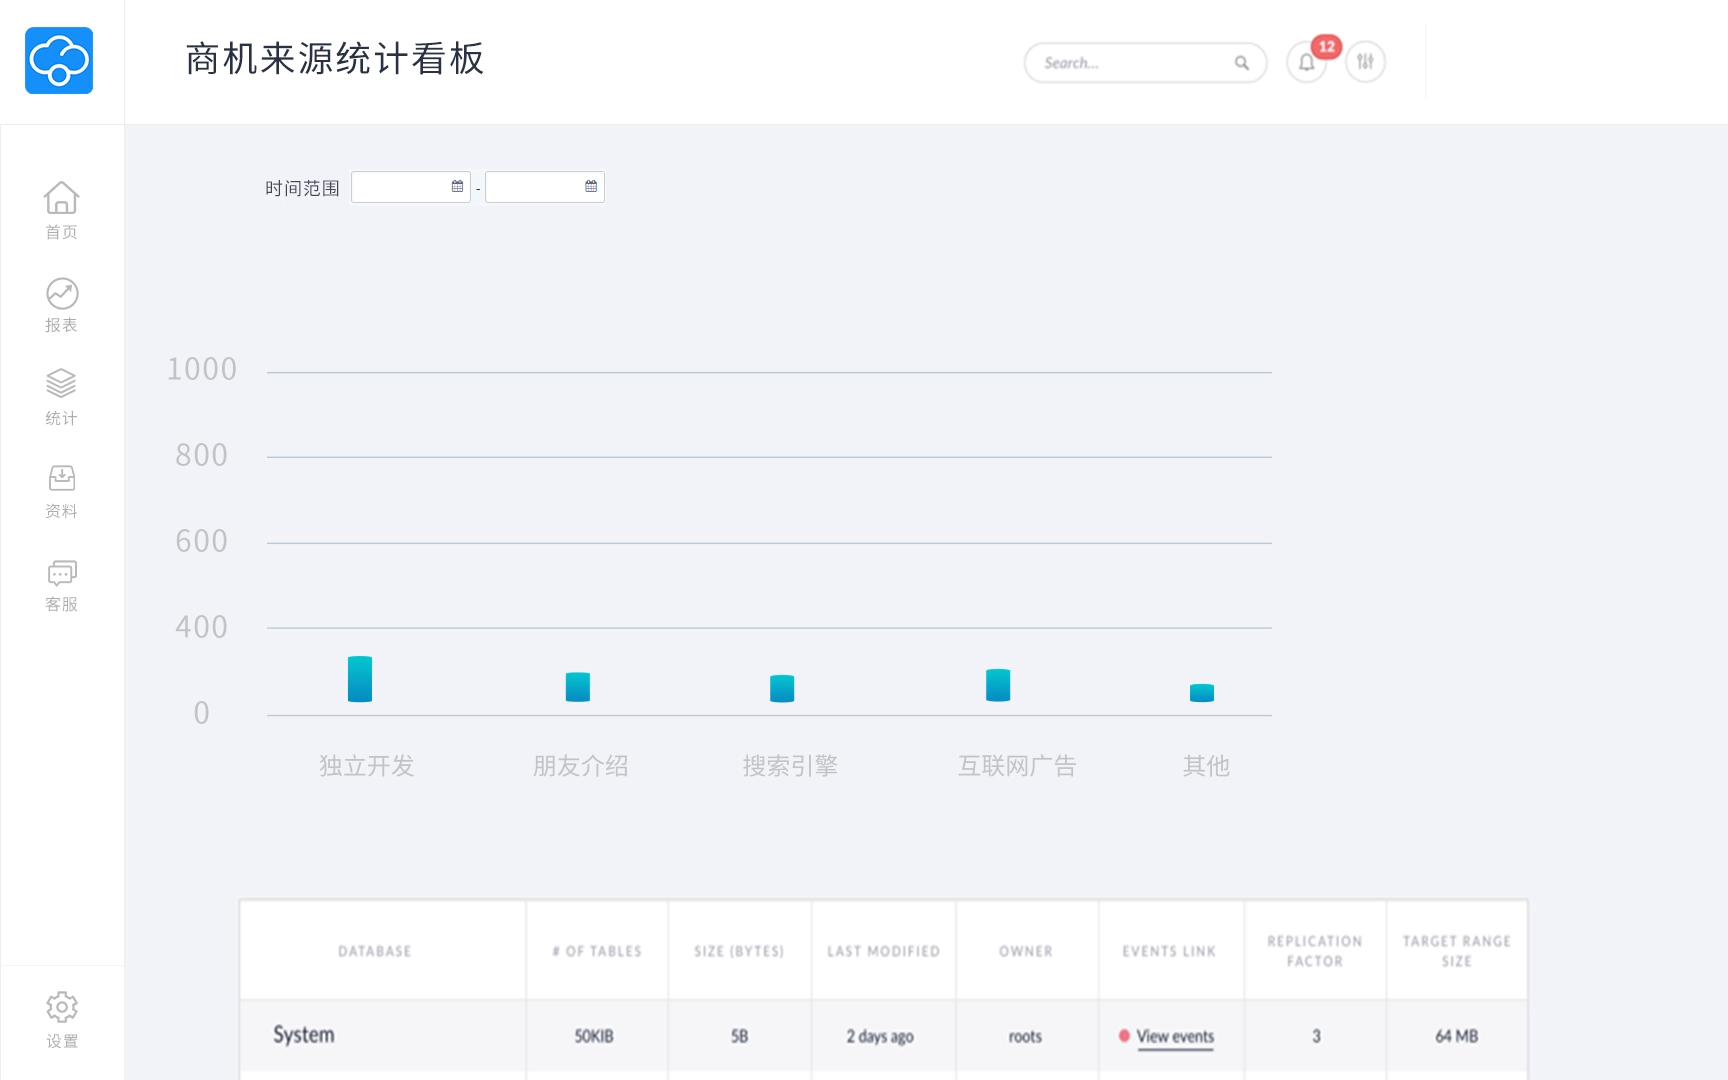 商机来源统计看板
Search...
12
时间范围
-
首页
报表
统计
资料
客服
设置
1000
800
600
400
0
独立开发 朋友介绍 搜索引擎 互联网广告 其他
DATABASE # OF TABLES SIZE (BYTES) LAST MODIFIED OWNER EVENTS LINK REPLICATION FACTOR TARGET RANGE SIZE
System 50KIB 5B 2 days ago roots View events 3 64 MB